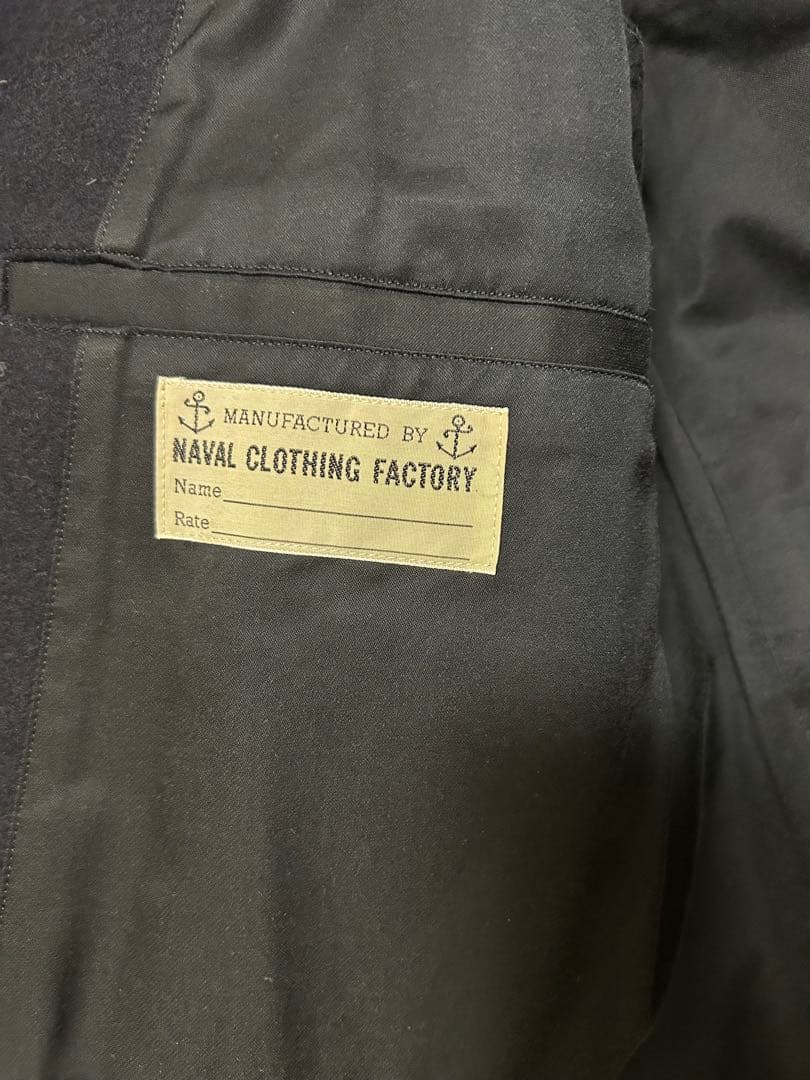 MANUFACTURED BY
NAVAL CLOTHING FACTORY
Name
Rate